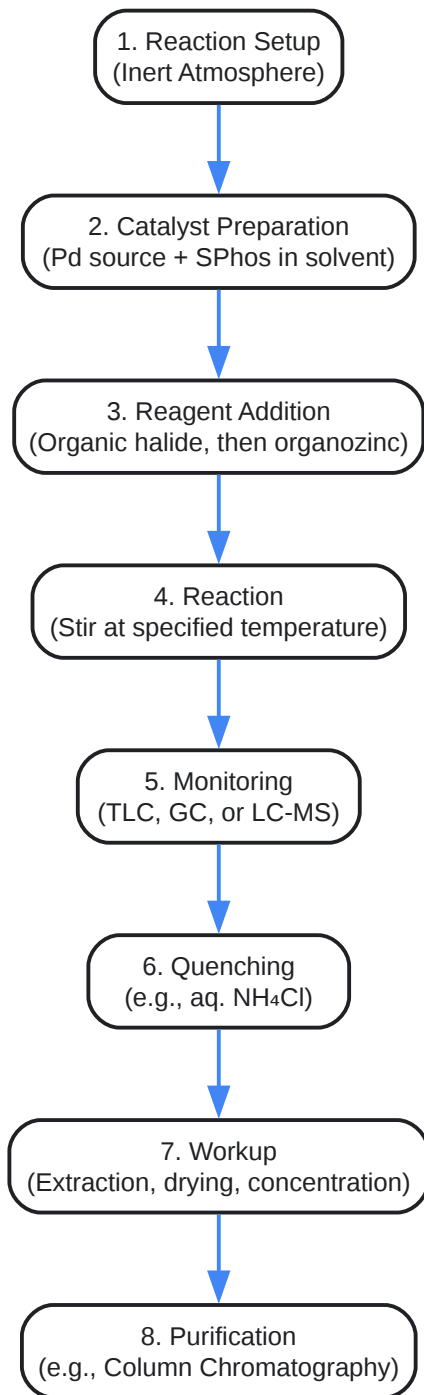 1. Reaction Setup
(Inert Atmosphere)
2. Catalyst Preparation
(Pd source + SPhos in solvent)
3. Reagent Addition
(Organic halide, then organozinc)
4. Reaction
(Stir at specified temperature)
5. Monitoring
(TLC, GC, or LC-MS)
6. Quenching
(e.g., aq. NH₄Cl)
7. Workup
(Extraction, drying, concentration)
8. Purification
(e.g., Column Chromatography)